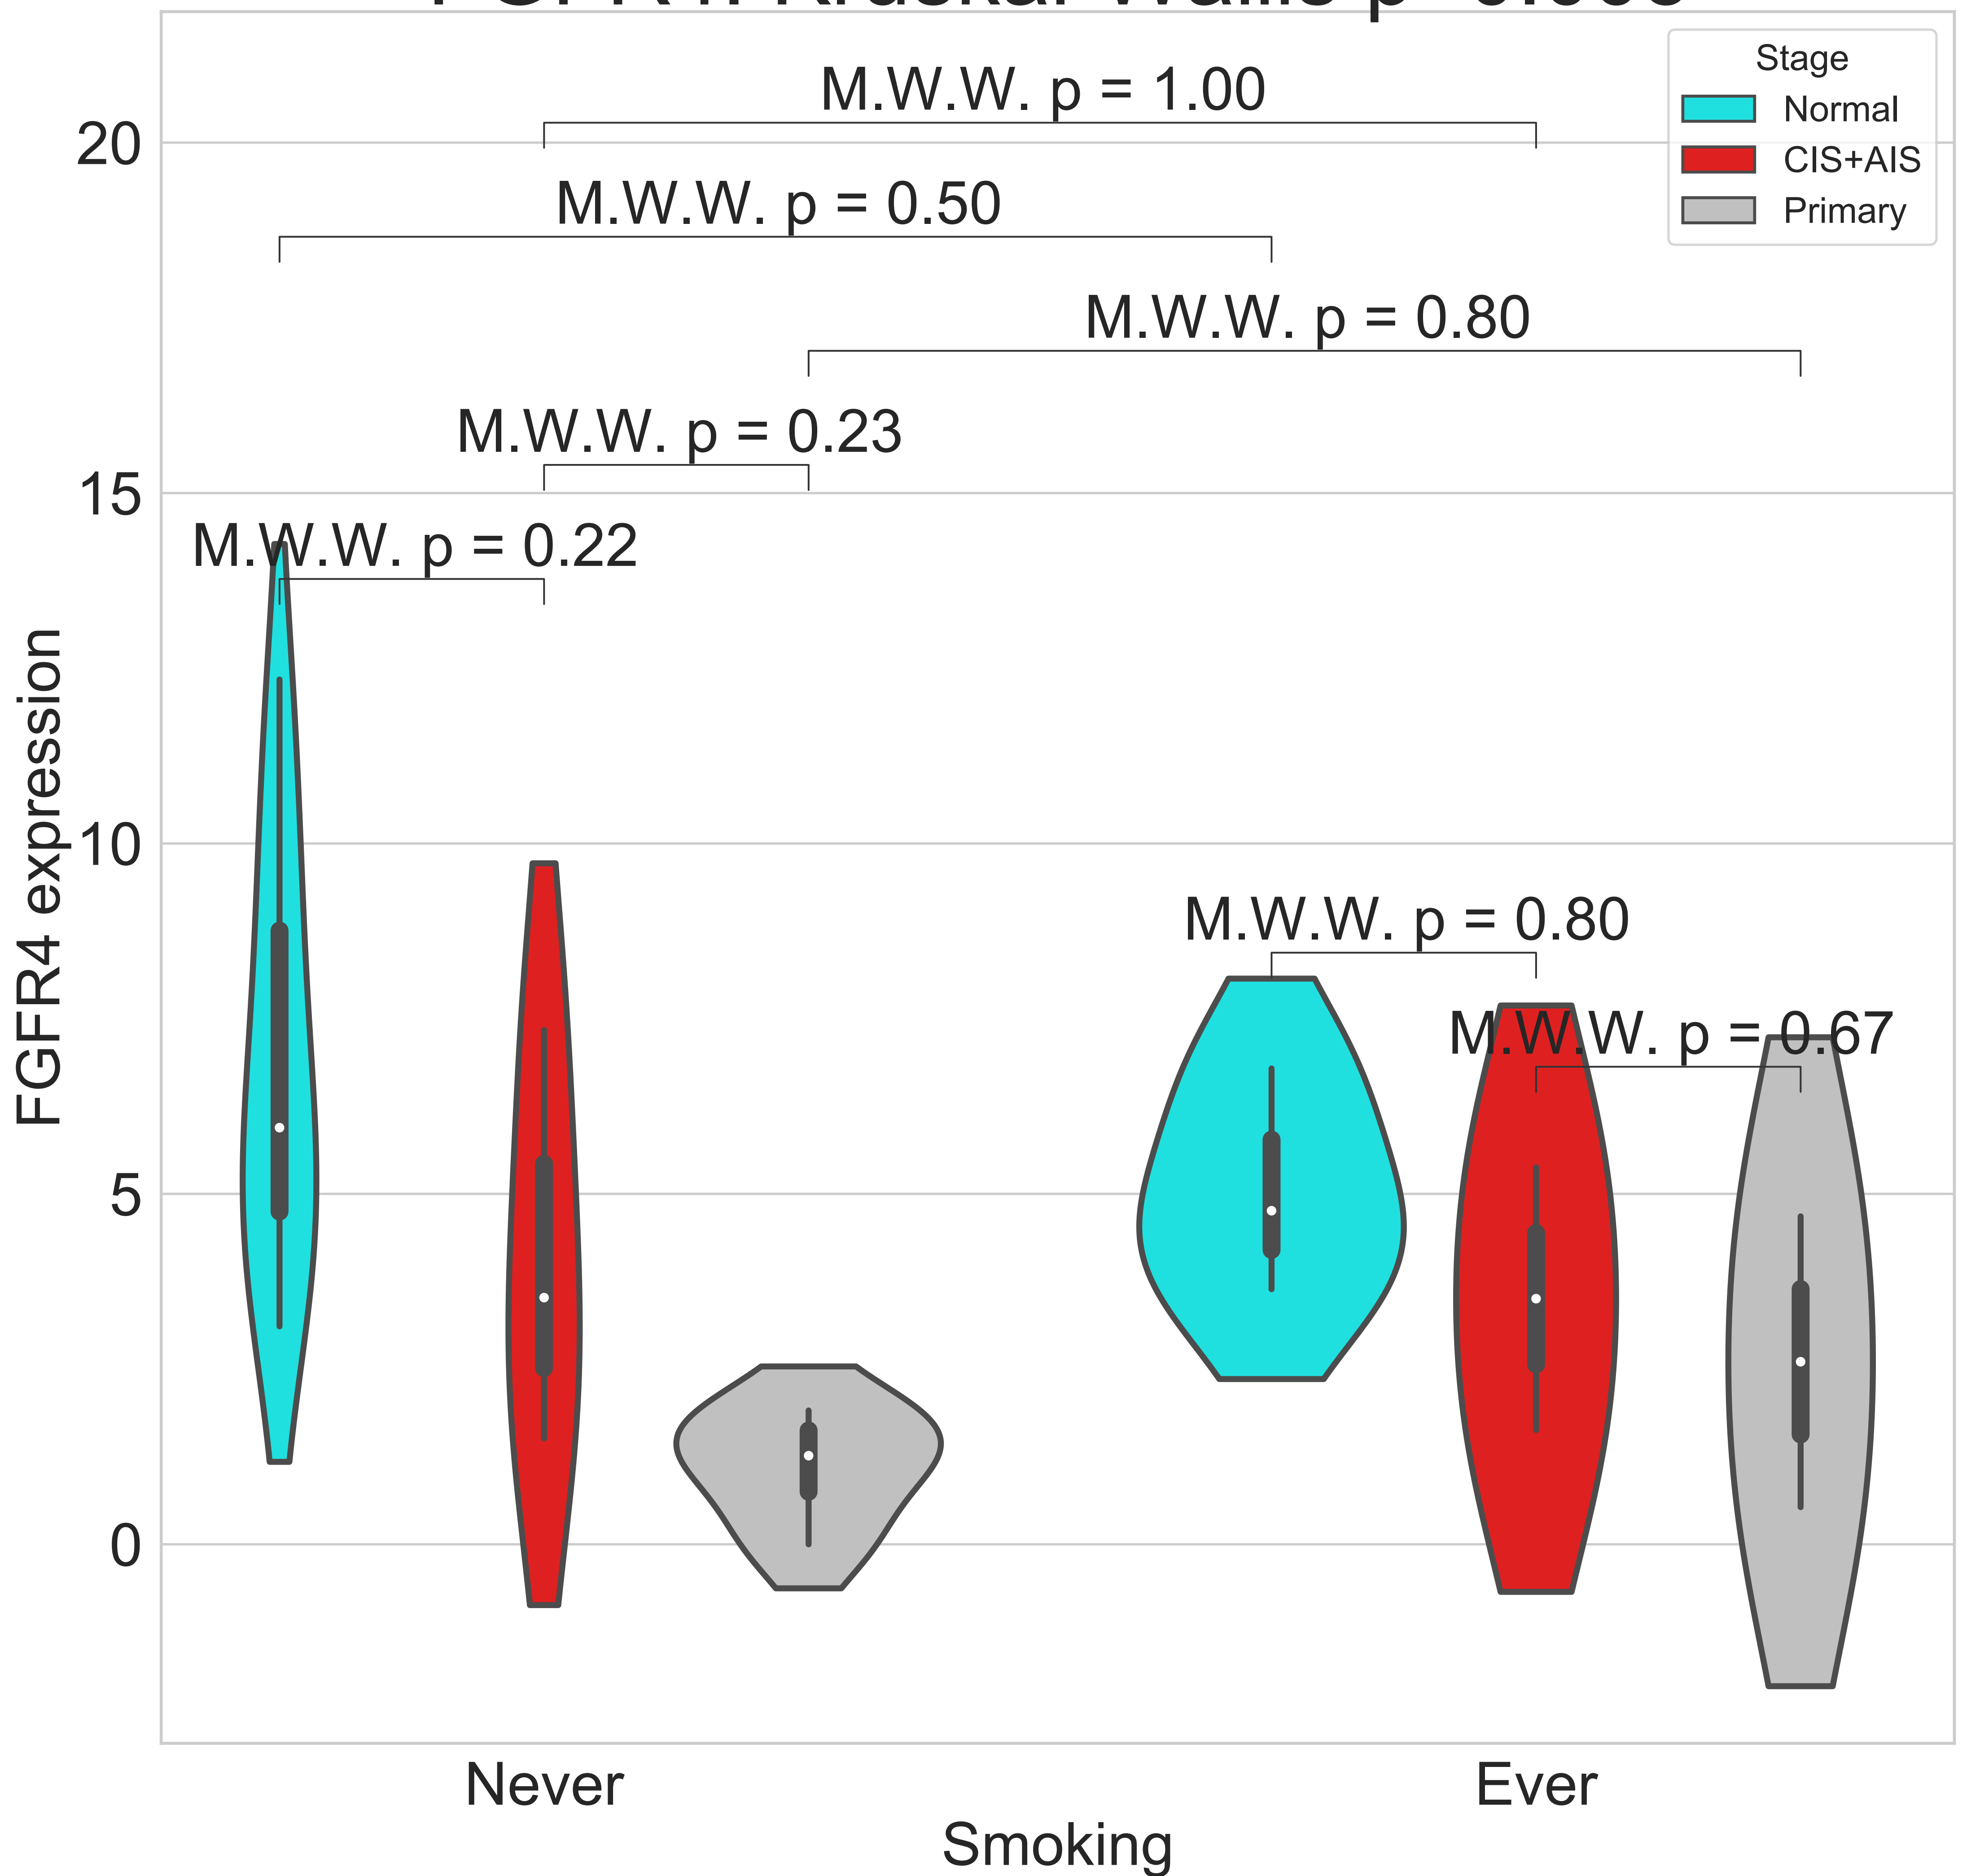 Stage
Normal
CIS+AIS
Primary
M.W.W. p = 1.00
M.W.W. p = 0.50
M.W.W. p = 0.80
M.W.W. p = 0.23
M.W.W. p = 0.22
M.W.W. p = 0.80
M.W.W. p = 0.67
20
15
10
5
0
FGFR4 expression
Never
Ever
Smoking